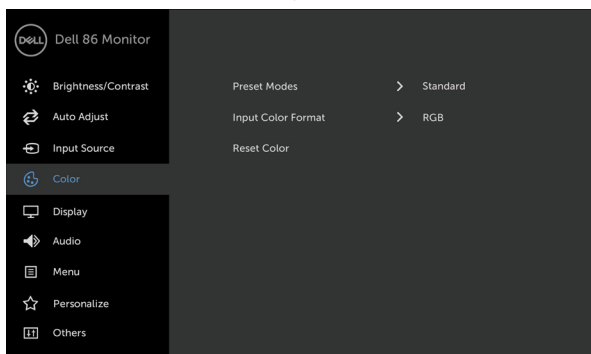 DELL Dell 86 Monitor
Brightness/Contrast
Auto Adjust
Input Source
Color
Display
Audio
Menu
Personalize
Others
Preset Modes > Standard
Input Color Format > RGB
Reset Color